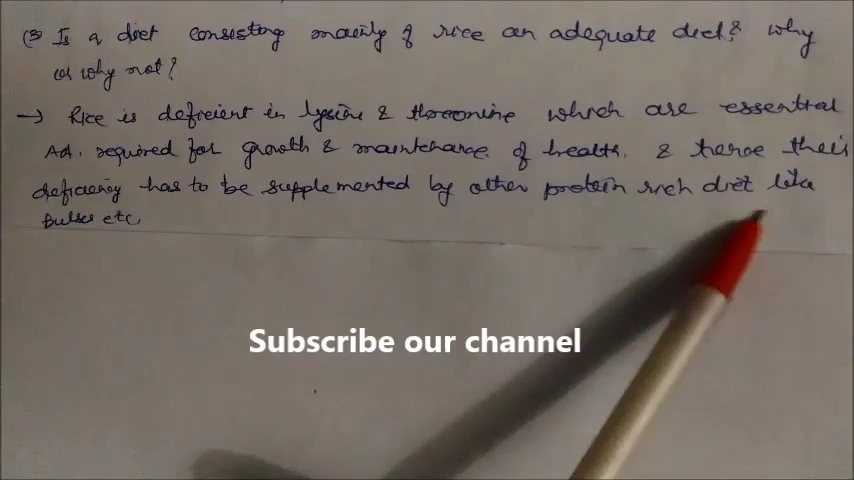 (3) Is a diet consisting mainly of rice an adequate diet? Why
or why not?
→ Rice is deficient in lysine & threonine which are essential
AA. required for growth & maintenance of health. & hence their
deficiency has to be supplemented by other protein rich diet like
Pulses etc
Subscribe our channel